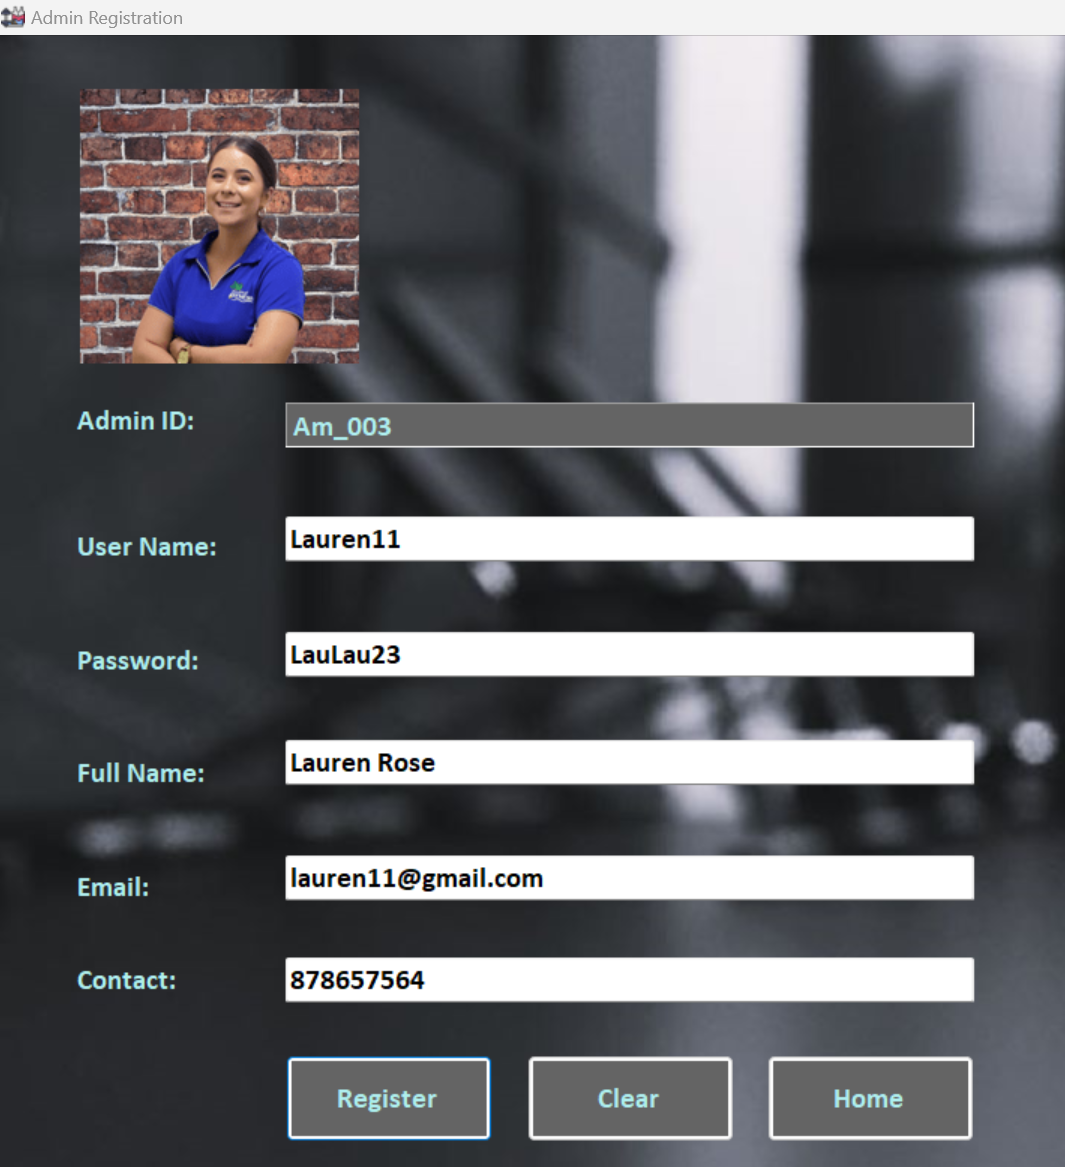 Admin Registration
Admin ID:
Am_003
User Name:
Lauren11
Password:
LauLau23
Full Name:
Lauren Rose
Email:
lauren11@gmail.com
Contact:
878657564
Register
Clear
Home